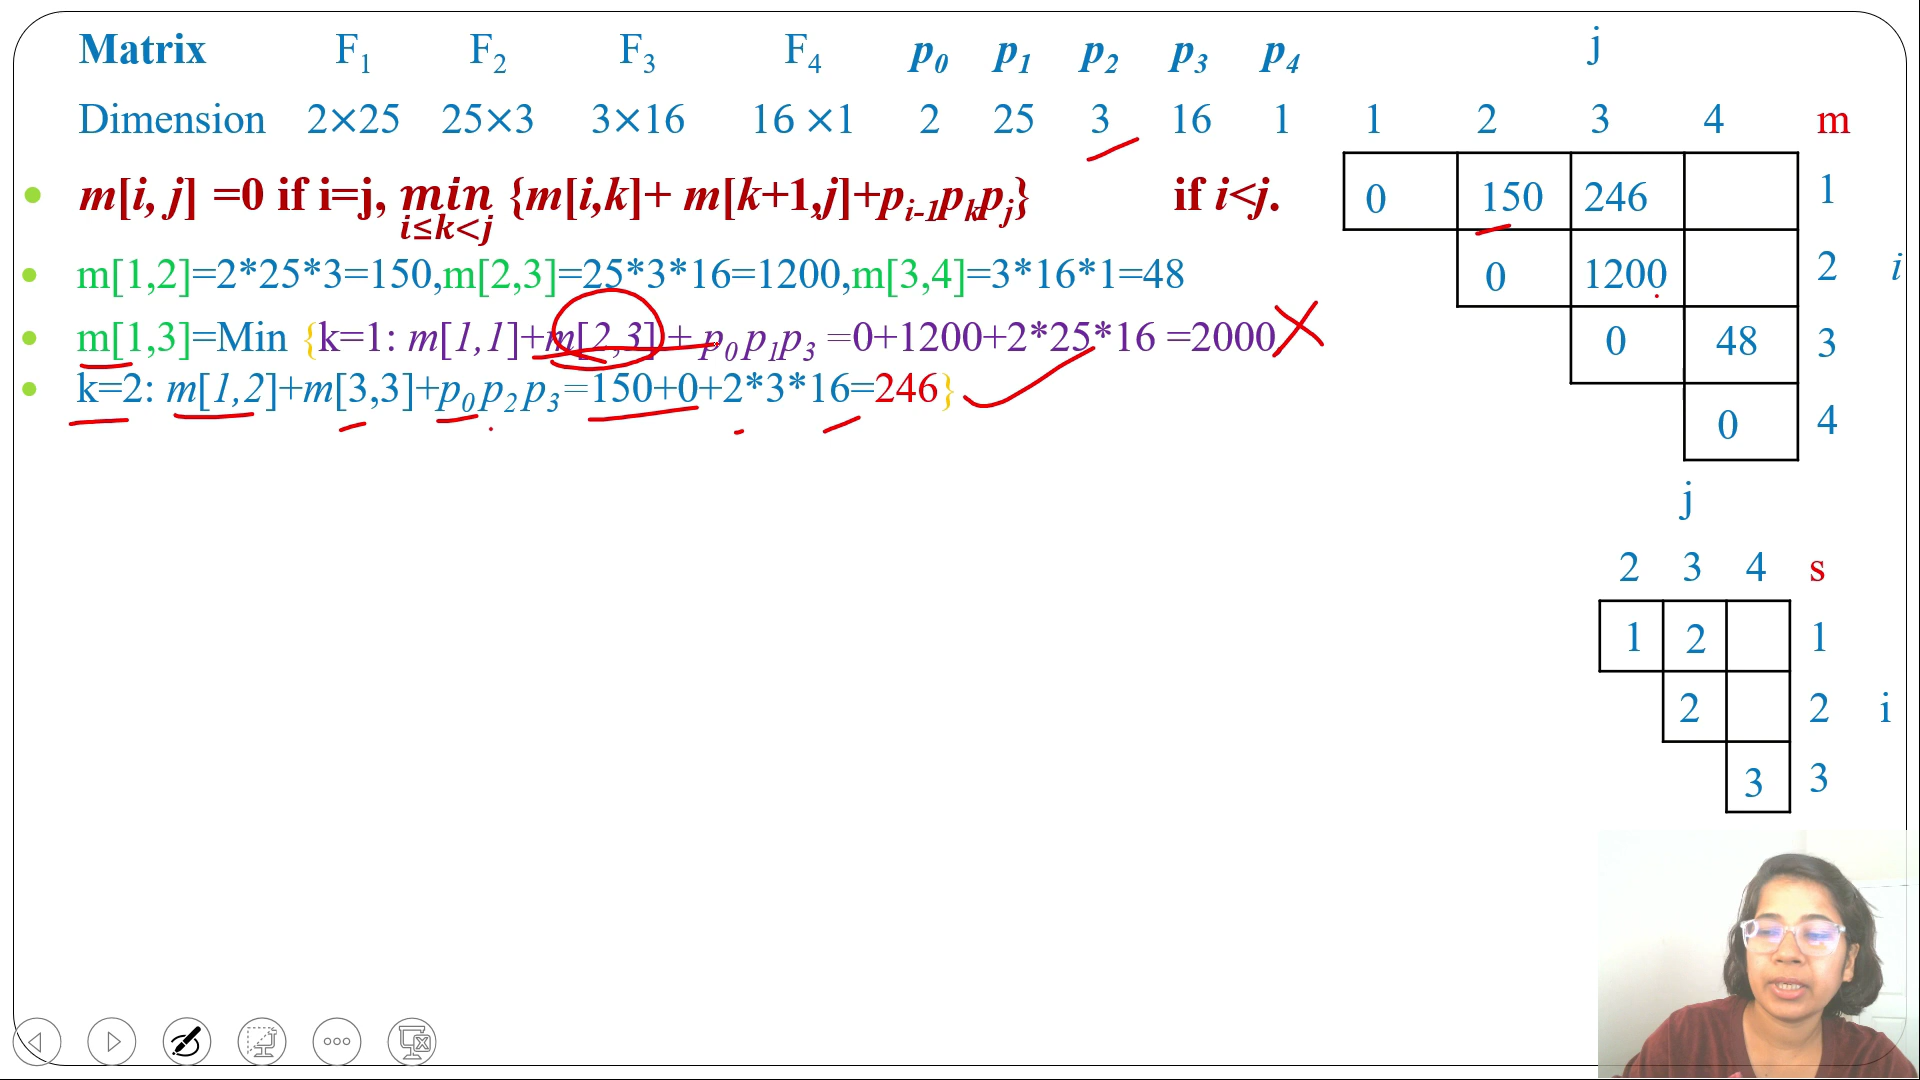 Matrix F1 F2 F3 F4 p0 p1 p2 p3 p4 j
Dimension 2×25 25×3 3×16 16 ×1 2 25 3 16 1 1 2 3 4 m
• m[i, j] =0 if i=j, min {m[i,k]+ m[k+1,j]+pi-1pkpj} if i<j.
i≤k<j
0 150 246 1
• m[1,2]=2*25*3=150,m[2,3]=25*3*16=1200,m[3,4]=3*16*1=48
0 1200 2 i
• m[1,3]=Min {k=1: m[1,1]+m[2,3] + p0p1p3 =0+1200+2*25*16 =2000
0 48 3
• k=2: m[1,2]+m[3,3]+p0p2p3=150+0+2*3*16=246}
0 4
j
2 3 4 s
1 2 1
2 2 i
3 3